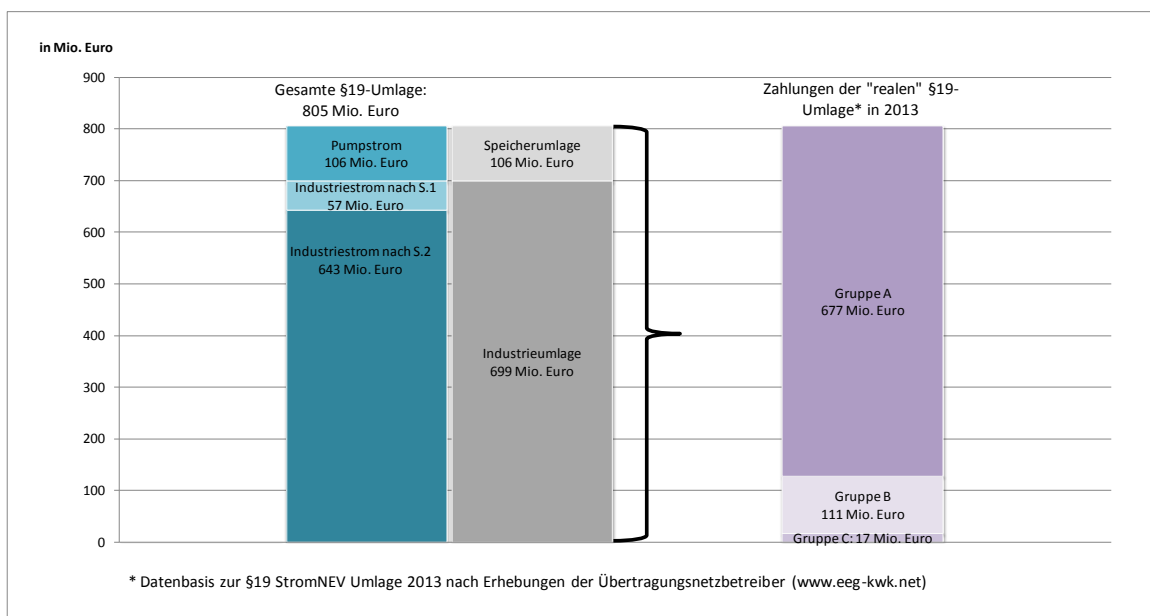 in Mio. Euro
900
800
700
600
500
400
300
200
100
0
Gesamte §19-Umlage:
805 Mio. Euro
Pumpstrom
106 Mio. Euro
Industriestrom nach S.1
57 Mio. Euro
Industriestrom nach S.2
643 Mio. Euro
Speicherumlage
106 Mio. Euro
Industrieumlage
699 Mio. Euro
Zahlungen der "realen" §19-
Umlage* in 2013
Gruppe A
677 Mio. Euro
Gruppe B
111 Mio. Euro
Gruppe C: 17 Mio. Euro
* Datenbasis zur §19 StromNEV Umlage 2013 nach Erhebungen der Übertragungsnetzbetreiber (www.eeg-kwk.net)